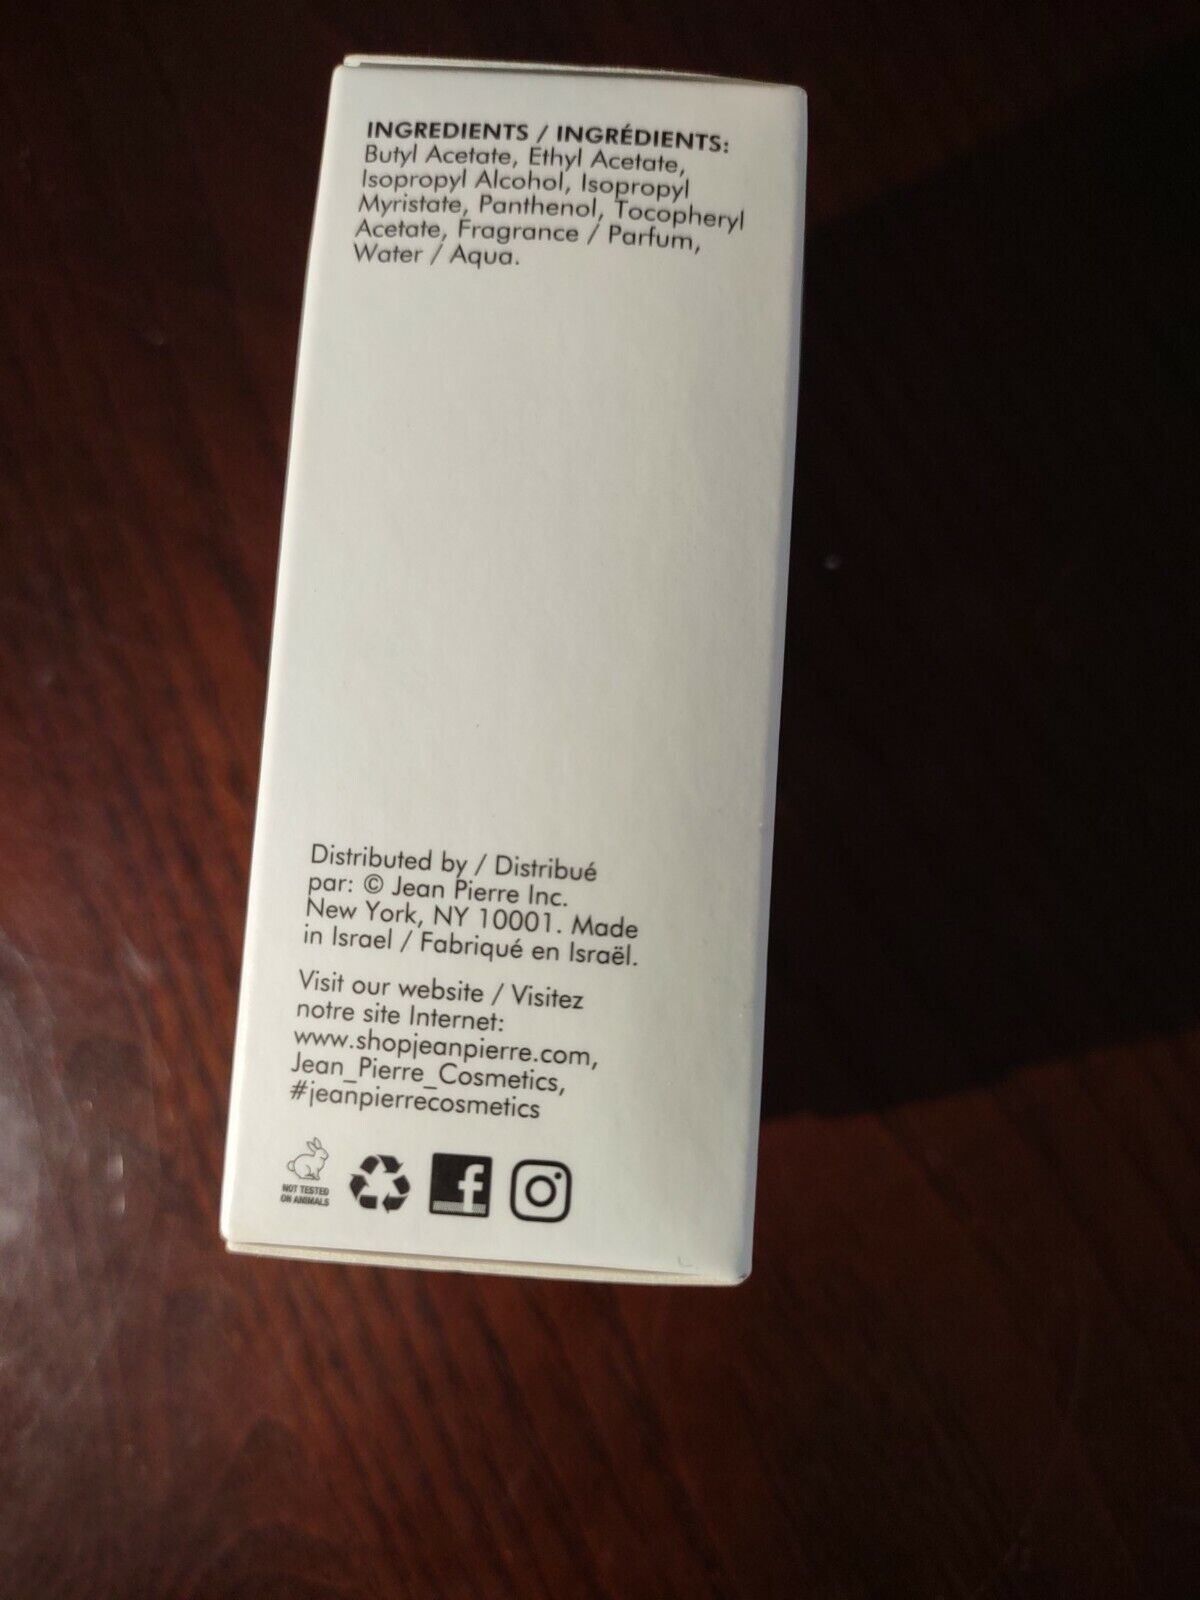 INGREDIENTS / INGRÉDIENTS:
Butyl Acetate, Ethyl Acetate,
Isopropyl Alcohol, Isopropyl
Myristate, Panthenol, Tocopheryl
Acetate, Fragrance / Parfum,
Water / Aqua.
Distributed by / Distribué
par: © Jean Pierre Inc.
New York, NY 10001. Made
in Israel / Fabriqué en Israël.
Visit our website / Visitez
notre site Internet:
www.shopjeanpierre.com,
Jean_Pierre_Cosmetics,
#jeanpierrecosmetics
NOT TESTED
ON ANIMALS
f